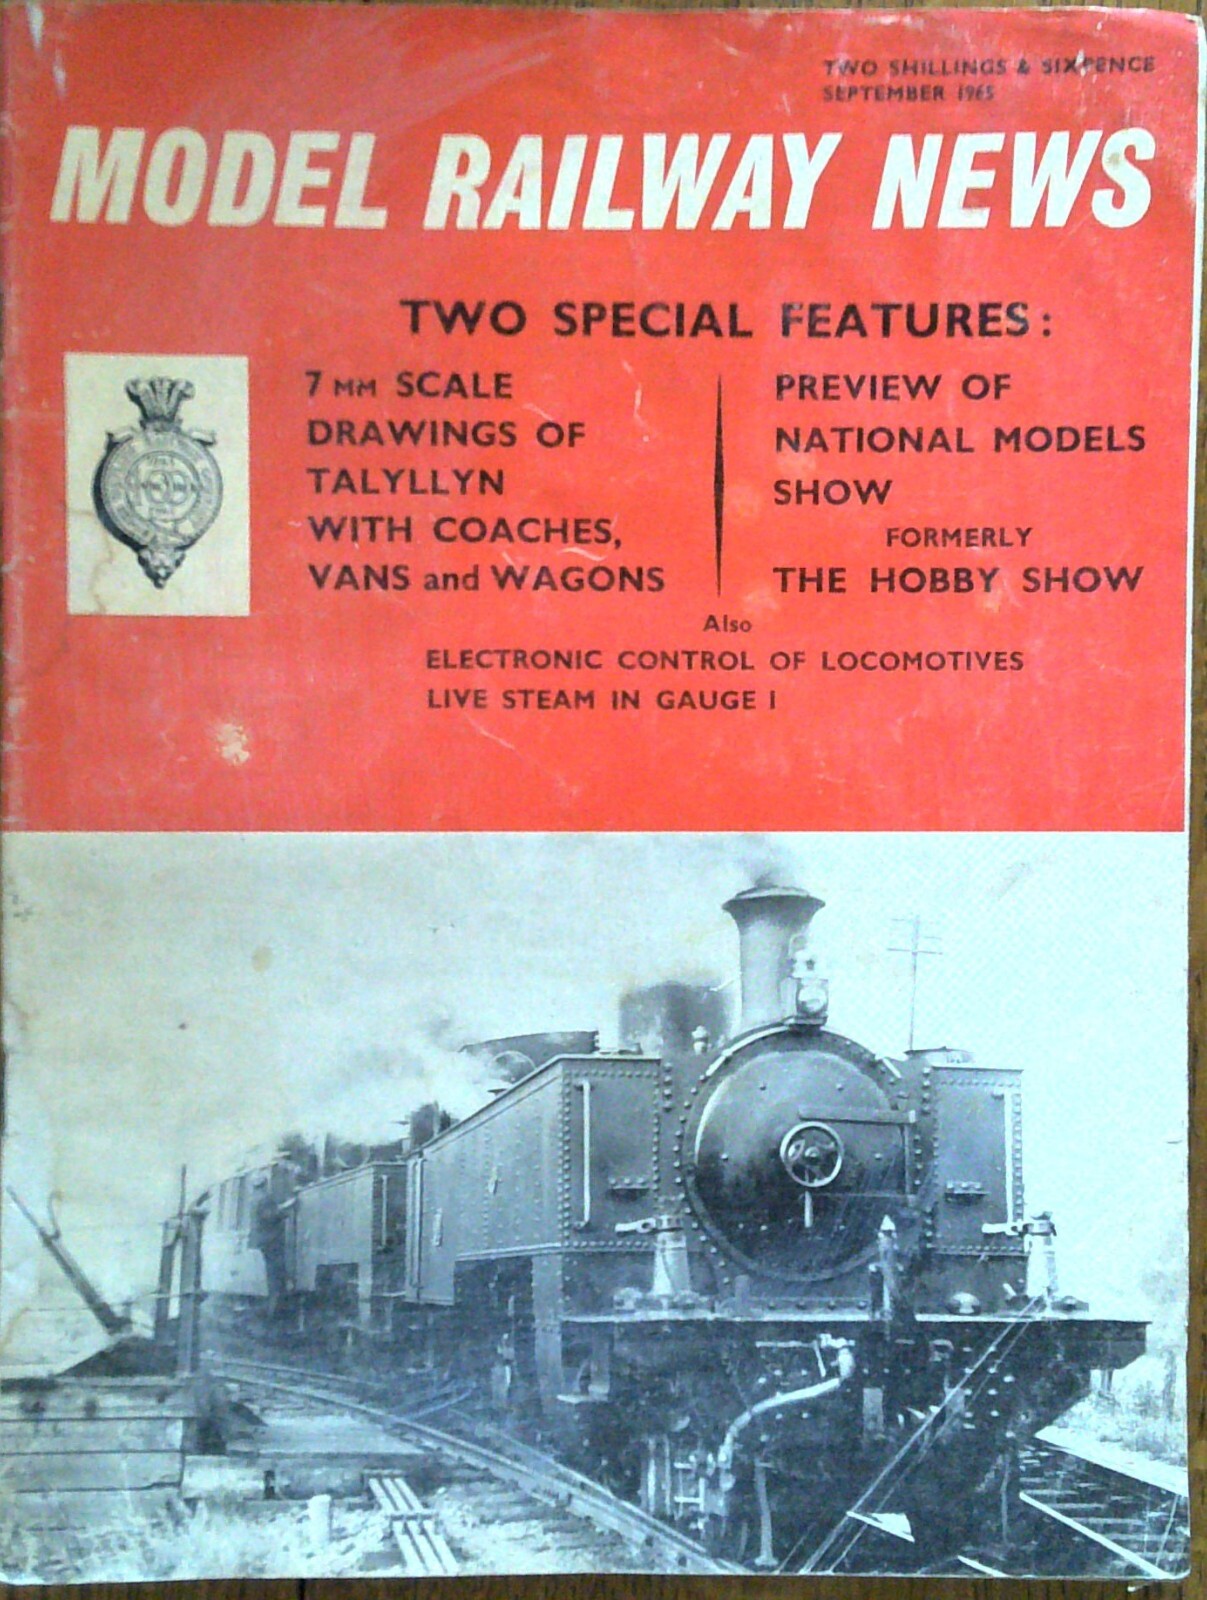 TWO SHILLINGS & SIXPENCE
SEPTEMBER 1965
MODEL RAILWAY NEWS
TWO SPECIAL FEATURES:
7 MM SCALE
DRAWINGS OF
TALYLLYN
WITH COACHES,
VANS and WAGONS
PREVIEW OF
NATIONAL MODELS
SHOW
FORMERLY
THE HOBBY SHOW
Also
ELECTRONIC CONTROL OF LOCOMOTIVES
LIVE STEAM IN GAUGE I